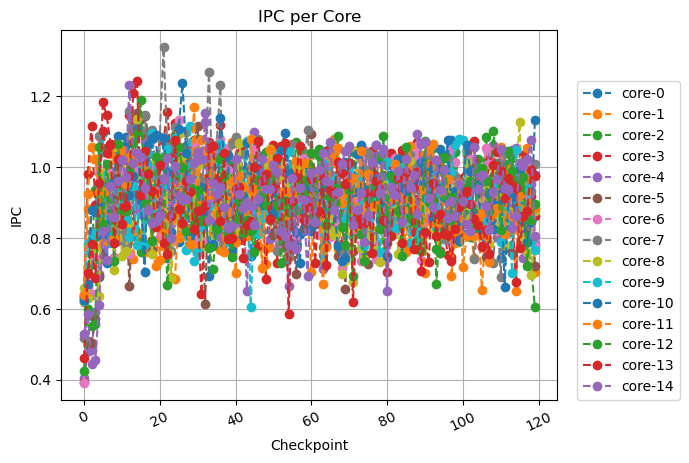 IPC per Core
IPC
1.2
1.0
0.8
0.6
0.4
0
20
40
60
80
100
120
Checkpoint
core-0
core-1
core-2
core-3
core-4
core-5
core-6
core-7
core-8
core-9
core-10
core-11
core-12
core-13
core-14